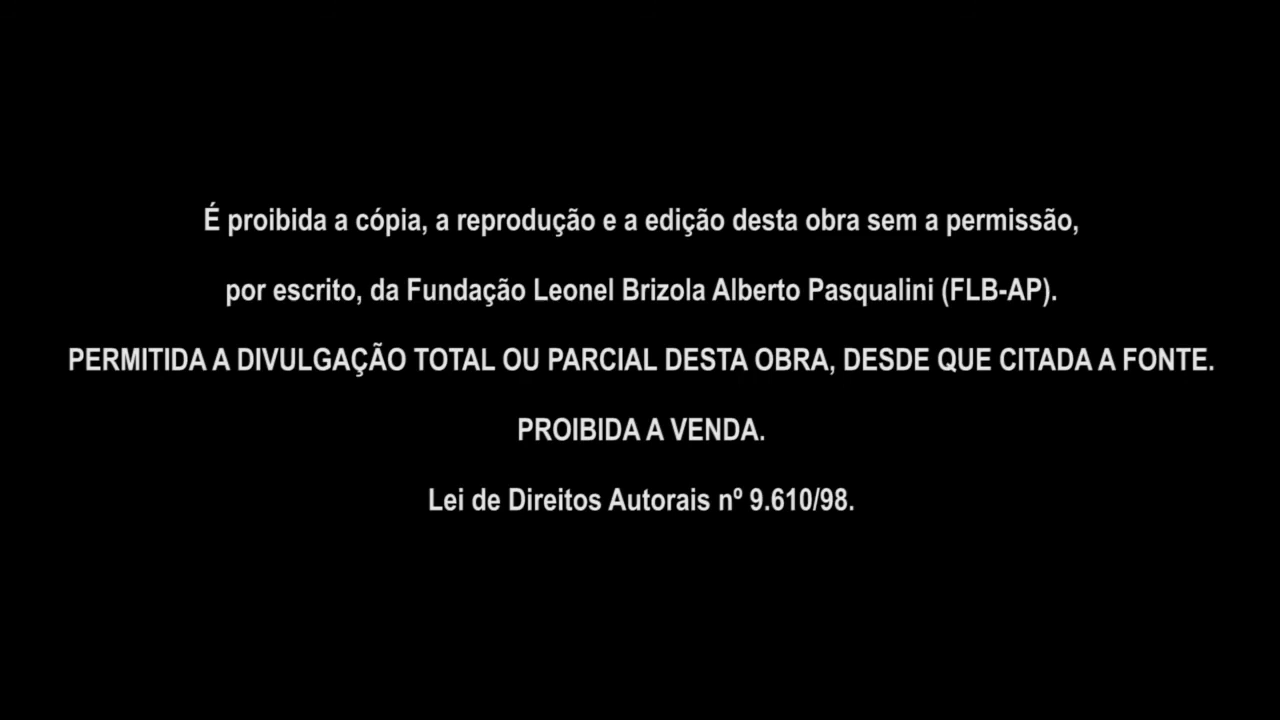 É proibida a cópia, a reprodução e a edição desta obra sem a permissão,
por escrito, da Fundação Leonel Brizola Alberto Pasqualini (FLB-AP).
PERMITIDA A DIVULGAÇÃO TOTAL OU PARCIAL DESTA OBRA, DESDE QUE CITADA A FONTE.
PROIBIDA A VENDA.
Lei de Direitos Autorais nº 9.610/98.